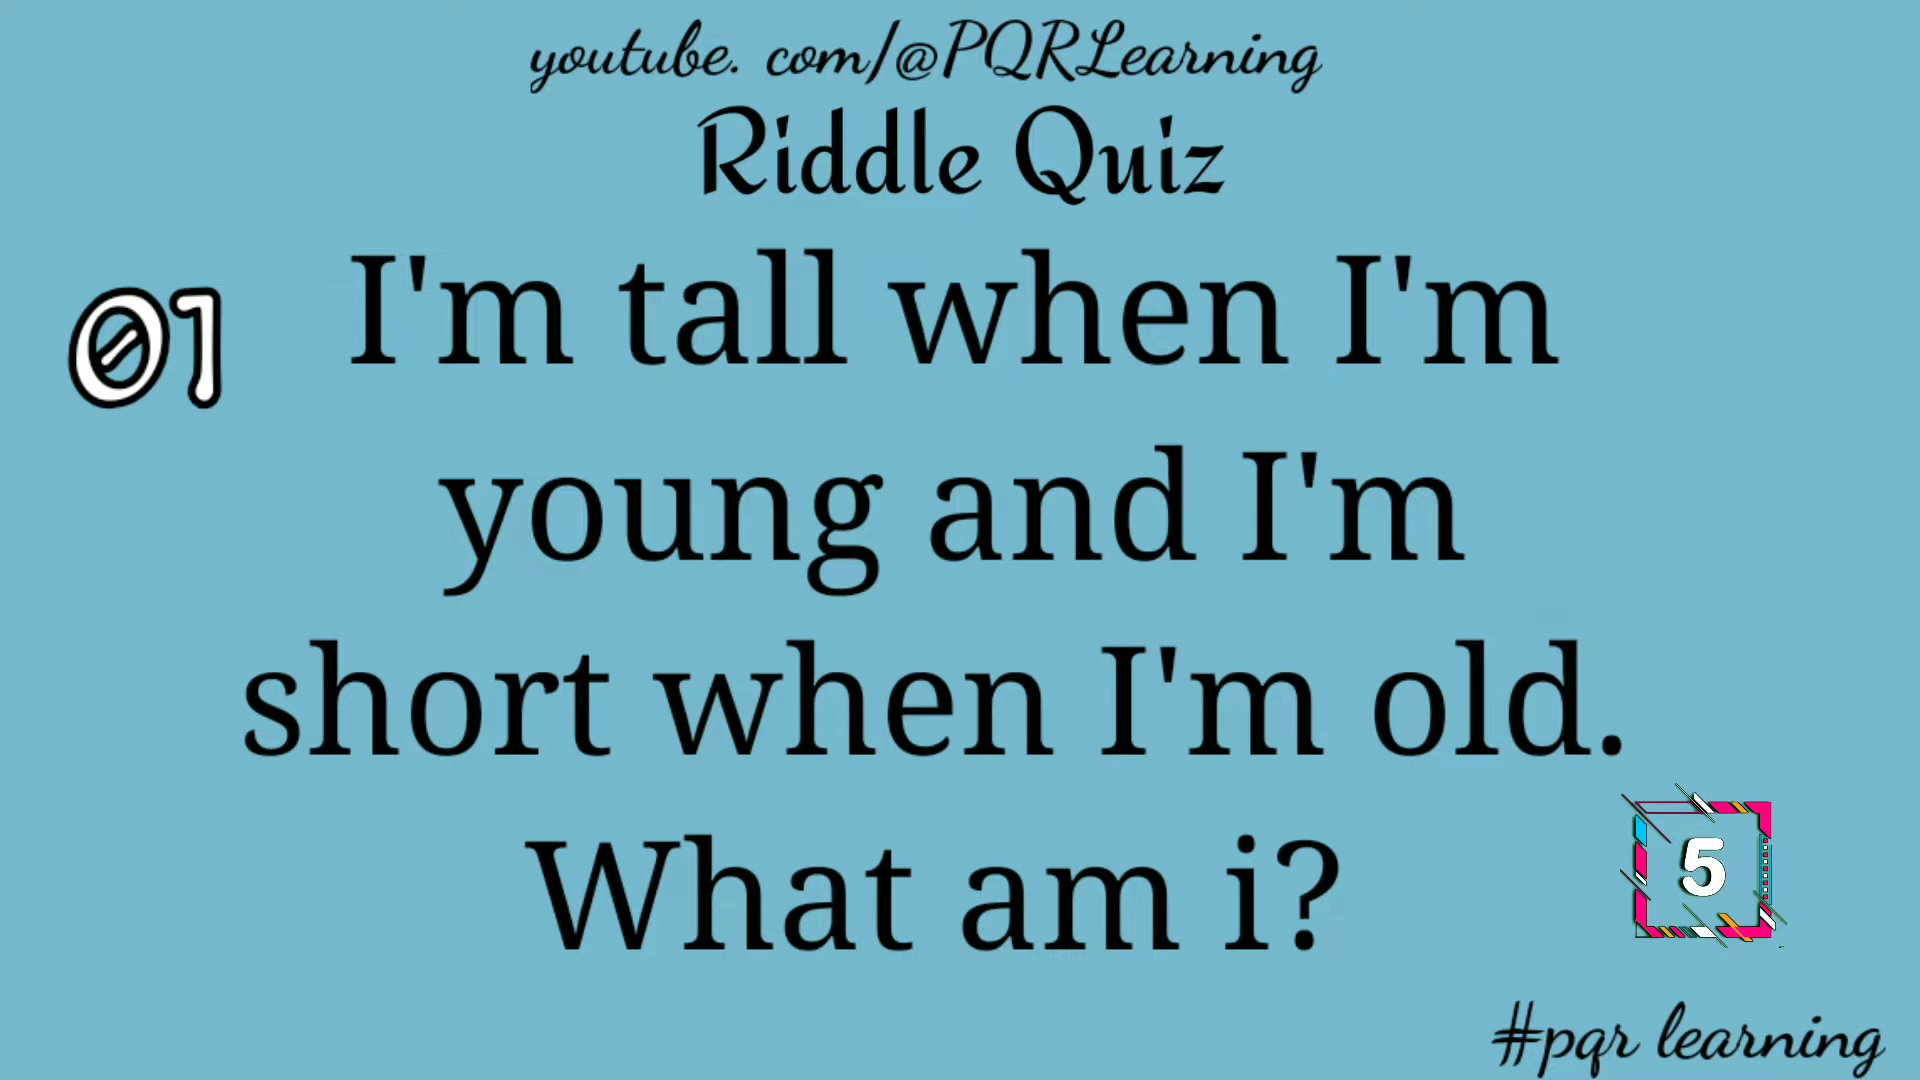 youtube. com/@PQRLearning
Riddle Quiz
01
I'm tall when I'm
young and I'm
short when I'm old.
What am i?
5
#pqr learning